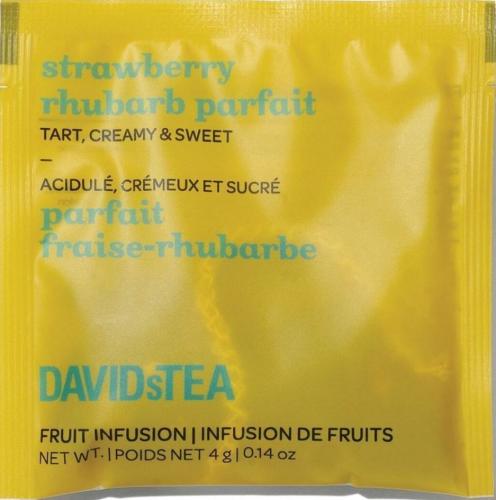 strawberry
rhubarb parfait
TART, CREAMY & SWEET
–
ACIDULÉ, CRÉMEUX ET SUCRÉ
parfait
fraise-rhubarbe
DAVIDsTEA
FRUIT INFUSION | INFUSION DE FRUITS
NET WT. | POIDS NET 4 g | 0.14 oz